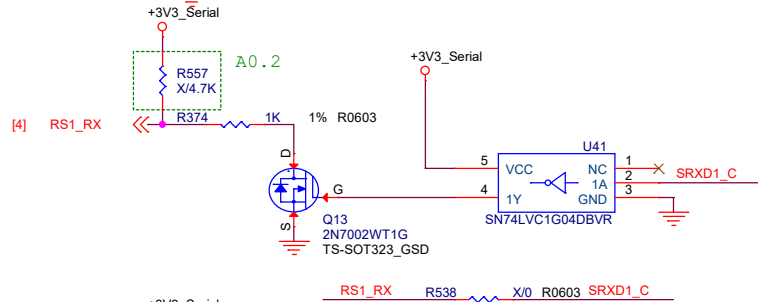 +3V3_Serial
A0.2
R557
X/4.7K
+3V3_Serial
[4] RS1_RX R374 1K 1% R0603
U41
D
5 VCC NC 1
1A 2 SRXD1_C
G 4 1Y GND 3
SN74LVC1G04DBVR
S Q13
2N7002WT1G
TS-SOT323_GSD
RS1_RX R538 X/0 R0603 SRXD1_C